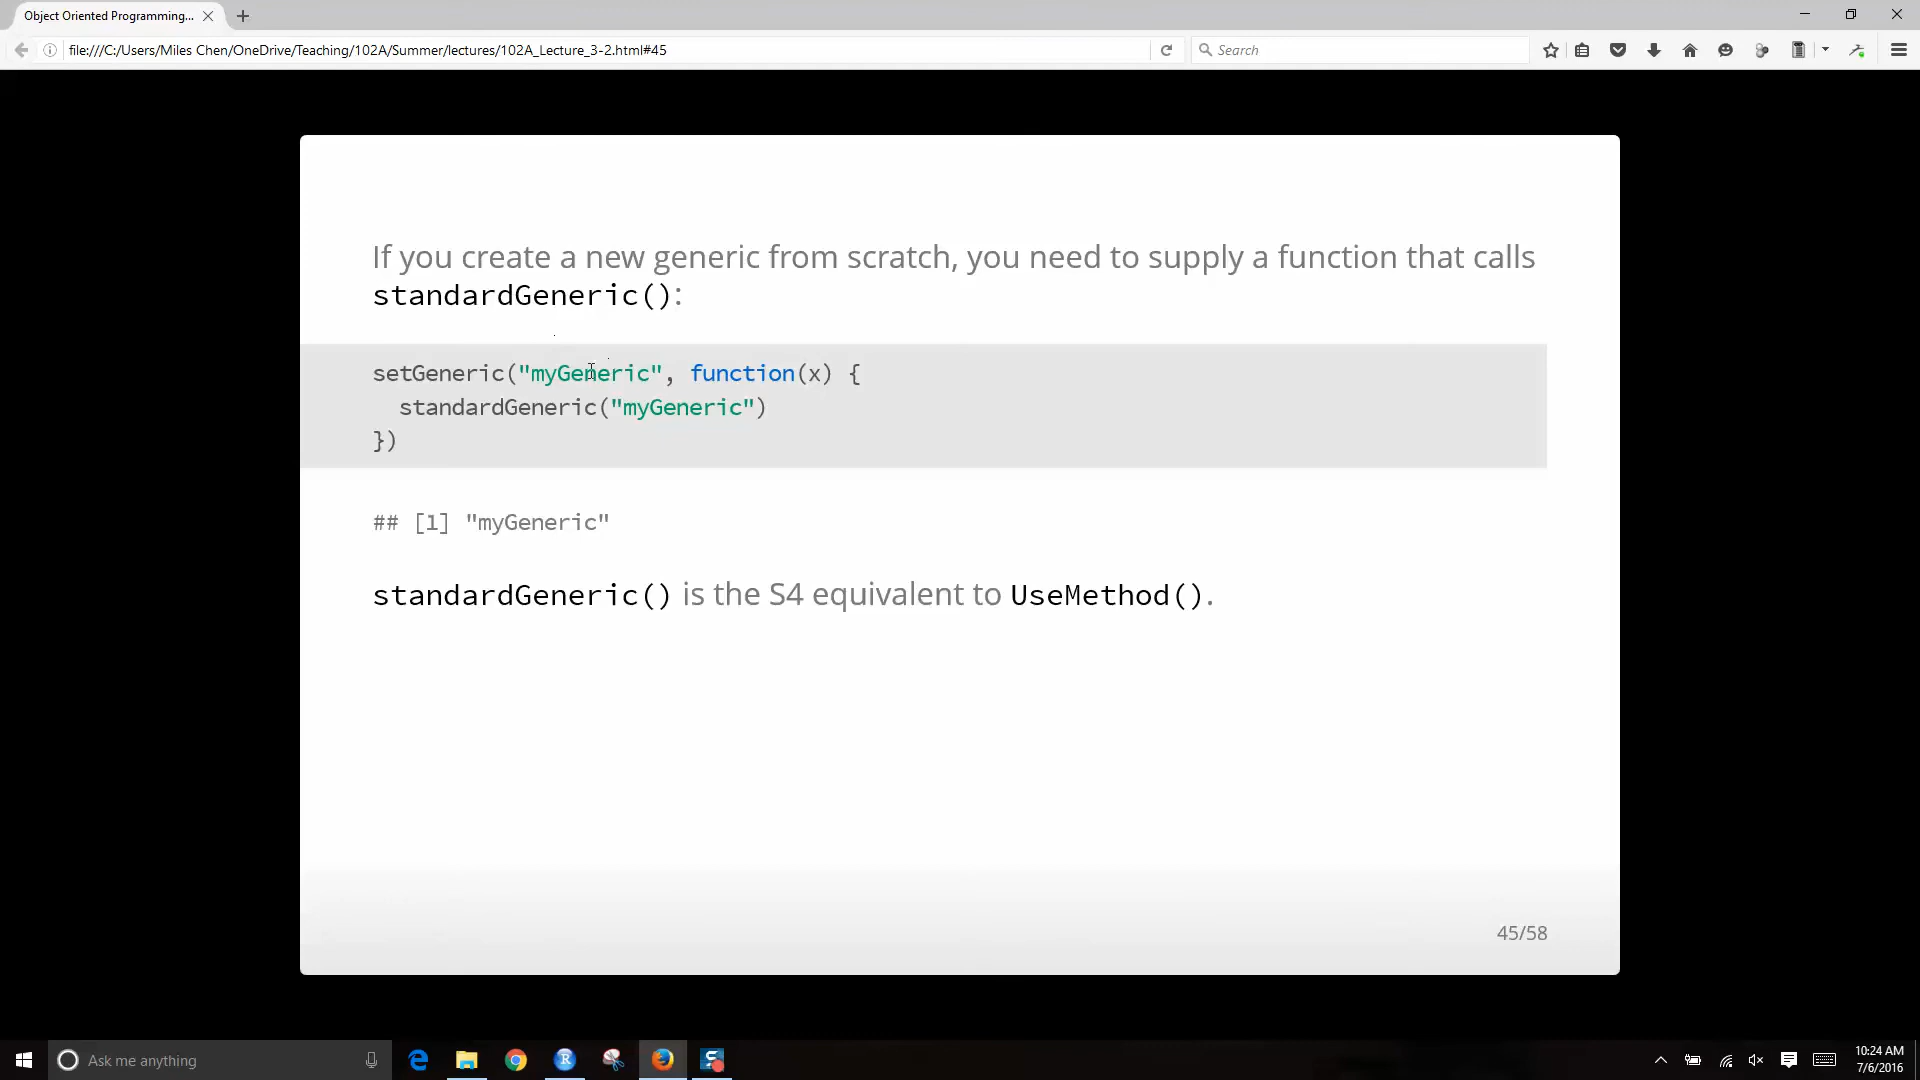 Object Oriented Programming...
file:///C:/Users/Miles Chen/OneDrive/Teaching/102A/Summer/lectures/102A_Lecture_3-2.html#45
Search
If you create a new generic from scratch, you need to supply a function that calls
standardGeneric():
setGeneric("myGeneric", function(x) {
  standardGeneric("myGeneric")
})
## [1] "myGeneric"
standardGeneric() is the S4 equivalent to UseMethod().
45/58
Ask me anything
10:24 AM
7/6/2016